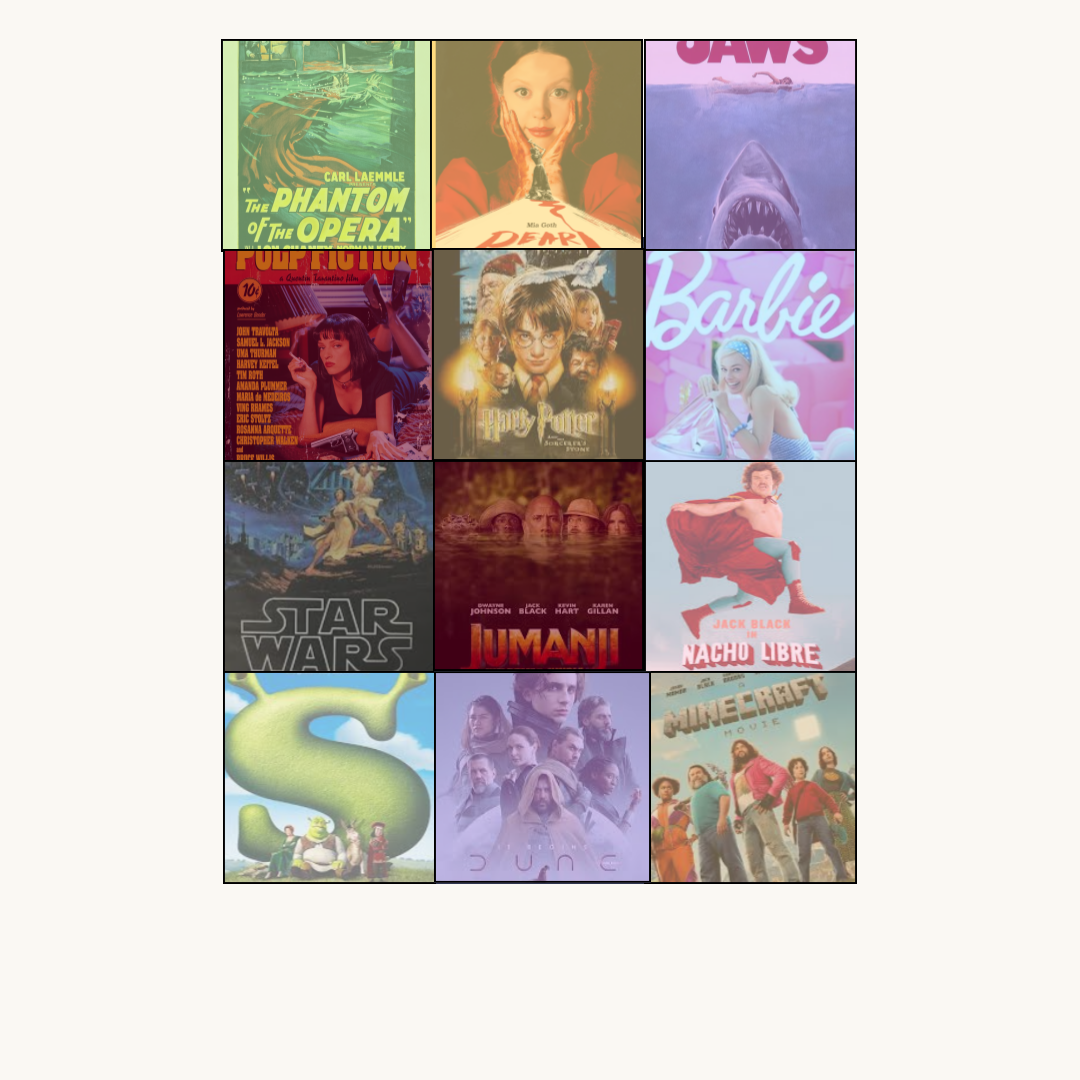 CARL LAEMMLE
PRESENTS
"THE PHANTOM
OF THE OPERA"
Mia Goth
PEARL
JAWS
PULP FICTION
a Quentin Tarantino film
10¢
JOHN TRAVOLTA
SAMUEL L. JACKSON
UMA THURMAN
HARVEY KEITEL
TIM ROTH
AMANDA PLUMMER
MARIA de MEDEIROS
VING RHAMES
ERIC STOLTZ
ROSANNA ARQUETTE
CHRISTOPHER WALKEN
and
BRUCE WILLIS
Harry Potter
AND THE
SORCERER'S
STONE
Barbie
STAR
WARS
DWAYNE JACK KEVIN KAREN
JOHNSON BLACK HART GILLAN
JUMANJI
JACK BLACK
IN
NACHO LIBRE
S
IT BEGINS
DUNE
A
MINECRAFT
MOVIE